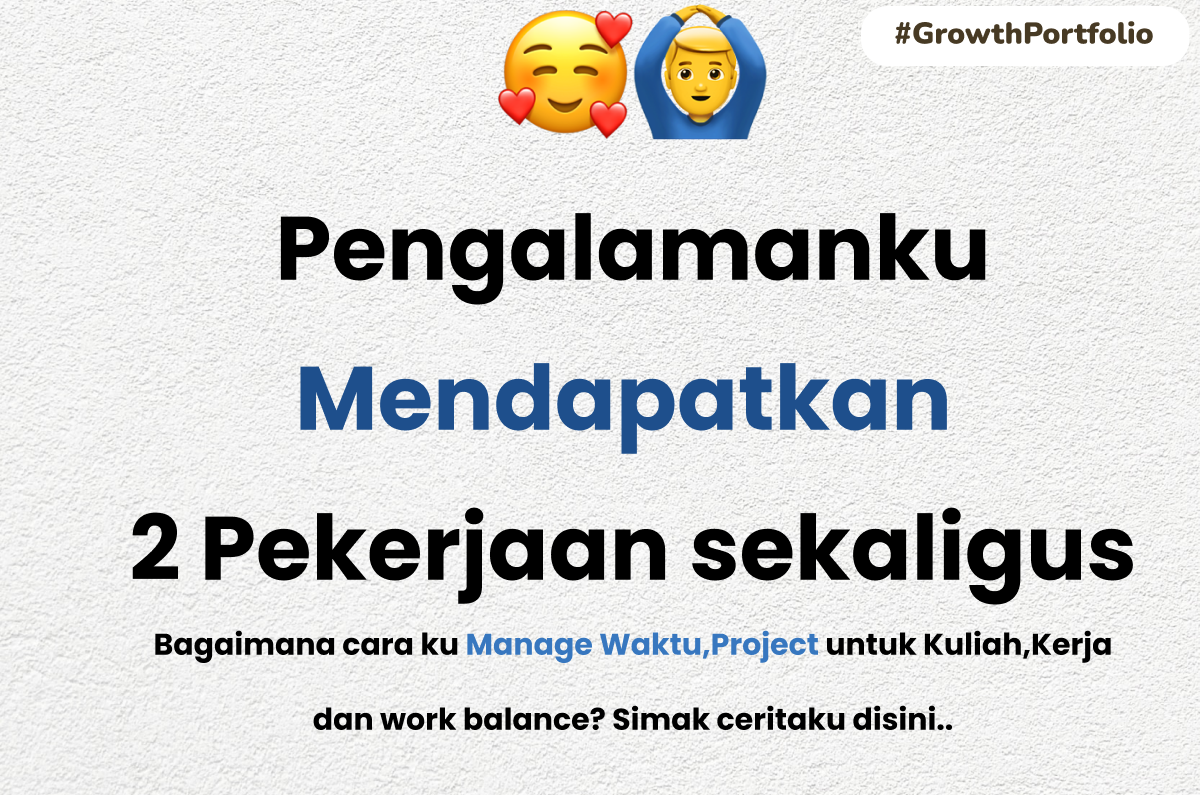 #GrowthPortfolio
Pengalamanku
Mendapatkan
2 Pekerjaan sekaligus
Bagaimana cara ku Manage Waktu,Project untuk Kuliah,Kerja
dan work balance? Simak ceritaku disini..